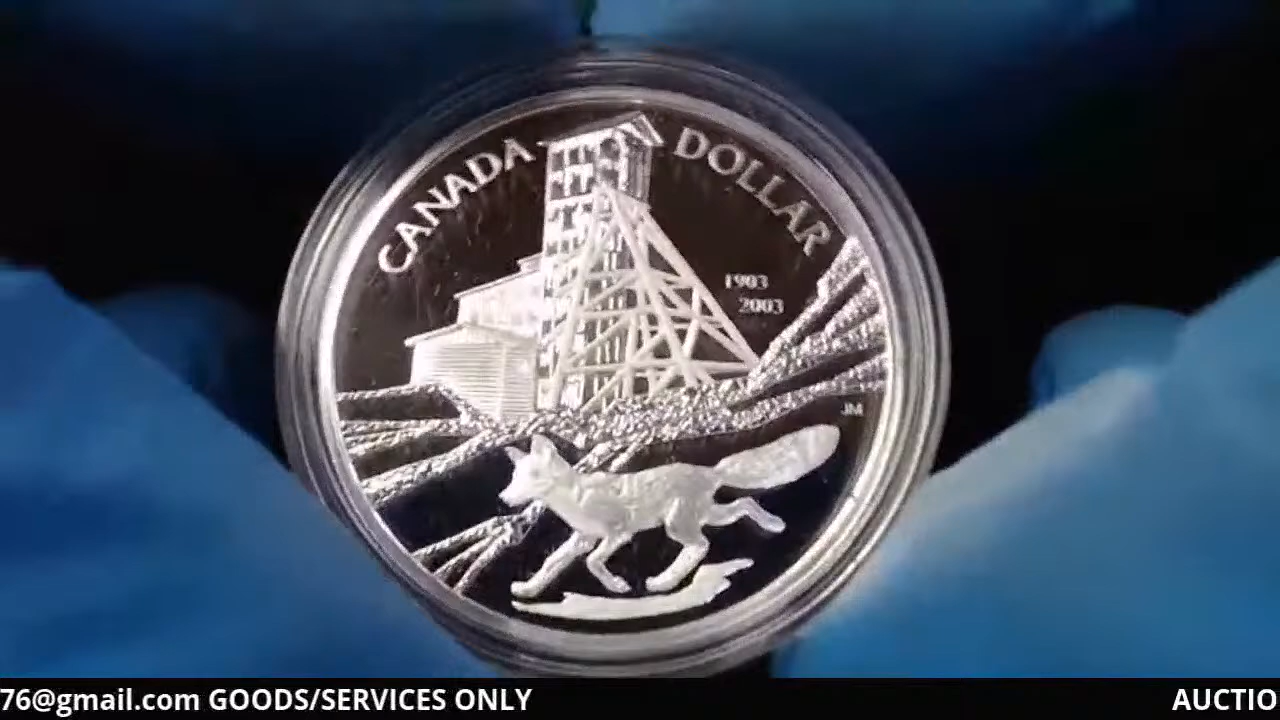 CANADA DOLLAR
1903
2003
JM
76@gmail.com GOODS/SERVICES ONLY
AUCTIO